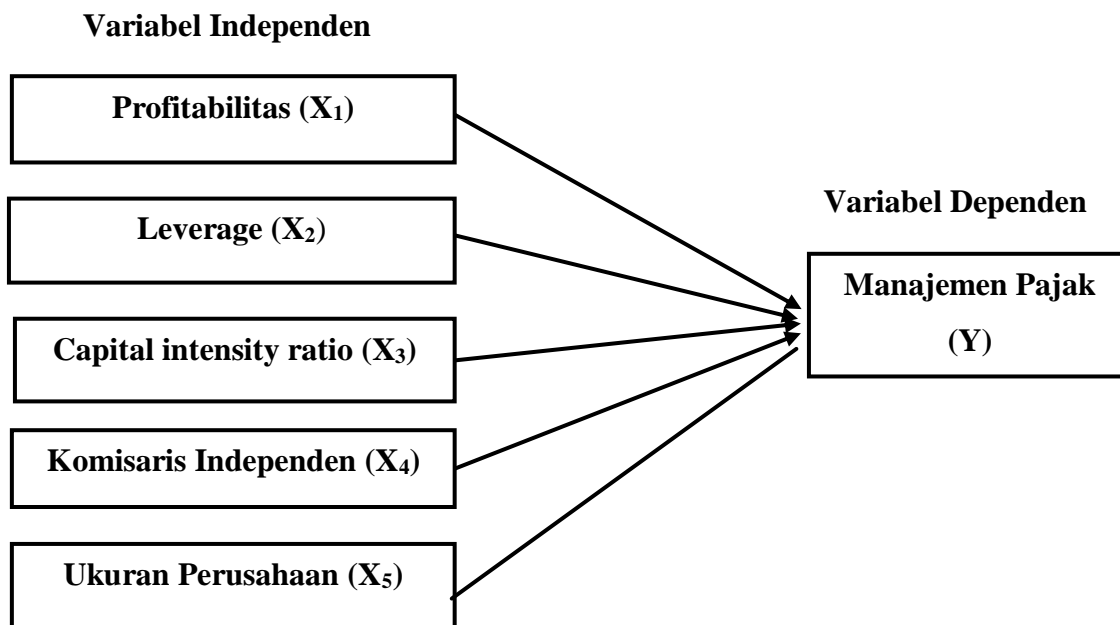 Variabel Independen
Profitabilitas (X₁)
Leverage (X₂)
Capital intensity ratio (X₃)
Komisaris Independen (X₄)
Ukuran Perusahaan (X₅)
Variabel Dependen
Manajemen Pajak
(Y)